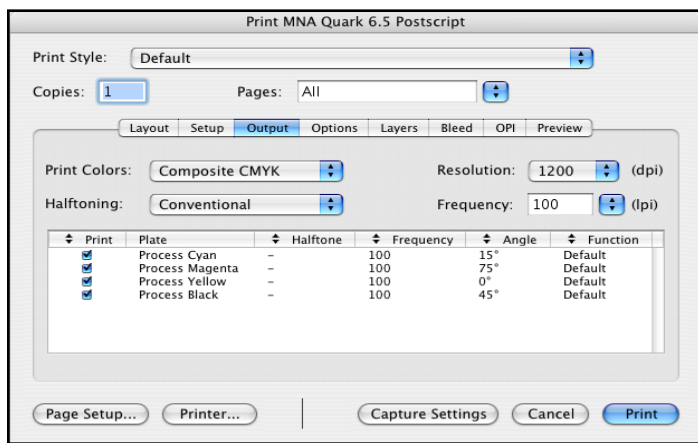 Print MNA Quark 6.5 Postscript
Print Style: Default
Copies: 1 Pages: All
Layout Setup Output Options Layers Bleed OPI Preview
Print Colors: Composite CMYK Resolution: 1200 (dpi)
Halftoning: Conventional Frequency: 100 (lpi)
Print Plate Halftone Frequency Angle Function
Process Cyan – 100 15° Default
Process Magenta – 100 75° Default
Process Yellow – 100 0° Default
Process Black – 100 45° Default
Page Setup... Printer... Capture Settings Cancel Print